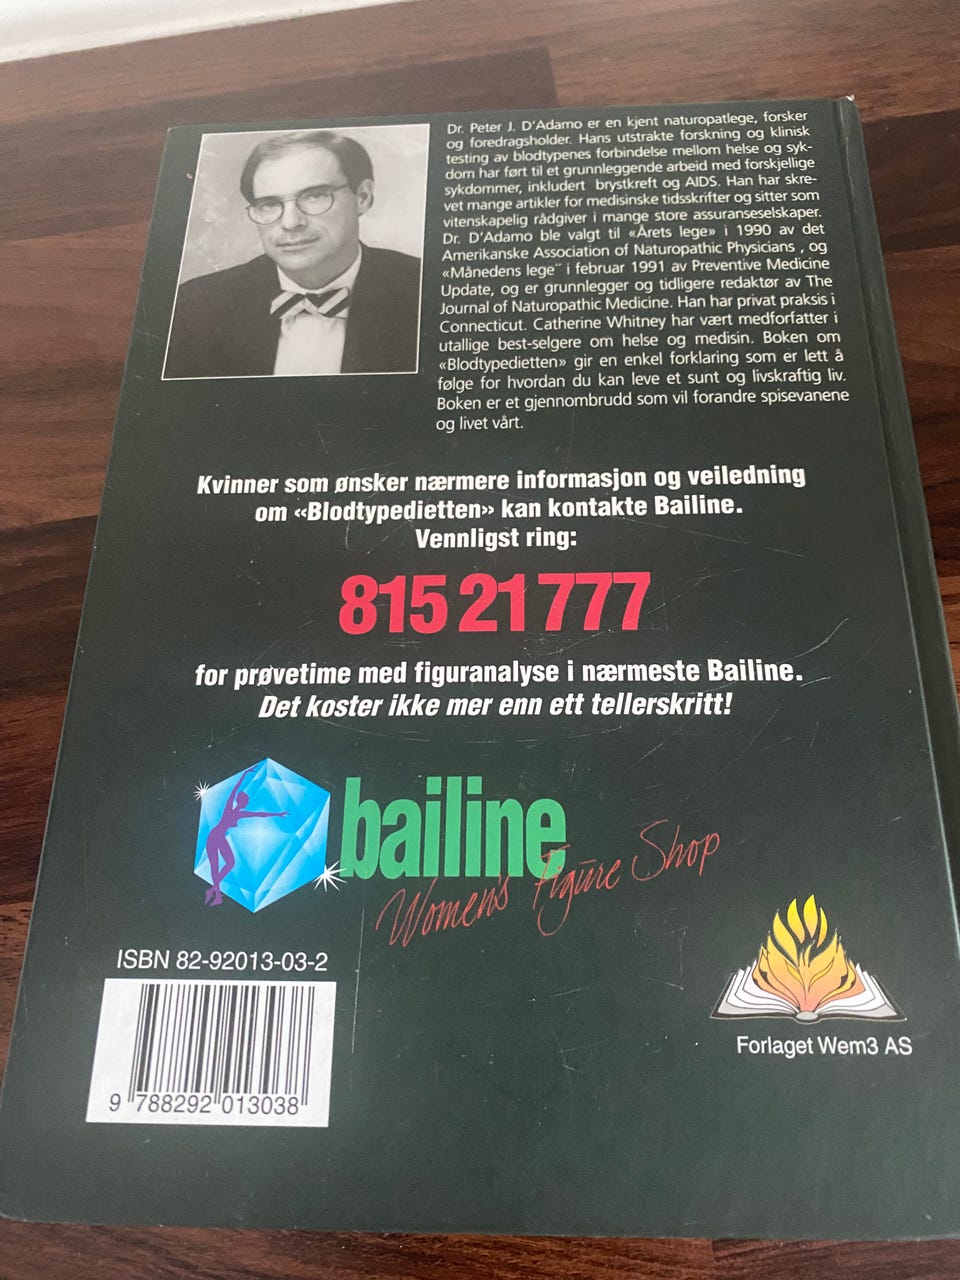 Dr. Peter J. D'Adamo er en kjent naturopatlege, forsker
og foredragsholder. Hans utstrakte forskning og klinisk
testing av blodtypenes forbindelse mellom helse og syk-
dom har ført til et grunnleggende arbeid med forskjellige
sykdommer, inkludert brystkreft og AIDS. Han har skre-
vet mange artikler for medisinske tidsskrifter og sitter som
vitenskapelig rådgiver i mange store assuranseselskaper.
Dr. D'Adamo ble valgt til «Årets lege» i 1990 av det
Amerikanske Association of Naturopathic Physicians , og
«Månedens lege" i februar 1991 av Preventive Medicine
Update, og er grunnlegger og tidligere redaktør av The
Journal of Naturopathic Medicine. Han har privat praksis i
Connecticut. Catherine Whitney har vært medforfatter i
utallige best-selgere om helse og medisin. Boken om
«Blodtypedietten» gir en enkel forklaring som er lett å
følge for hvordan du kan leve et sunt og livskraftig liv.
Boken er et gjennombrudd som vil forandre spisevanene
og livet vårt.
Kvinner som ønsker nærmere informasjon og veiledning
om «Blodtypedietten» kan kontakte Bailine.
Vennligst ring:
815 21 777
for prøvetime med figuranalyse i nærmeste Bailine.
Det koster ikke mer enn ett tellerskritt!
bailine
Women's Figure Shop
ISBN 82-92013-03-2
9 788292 013038
Forlaget Wem3 AS